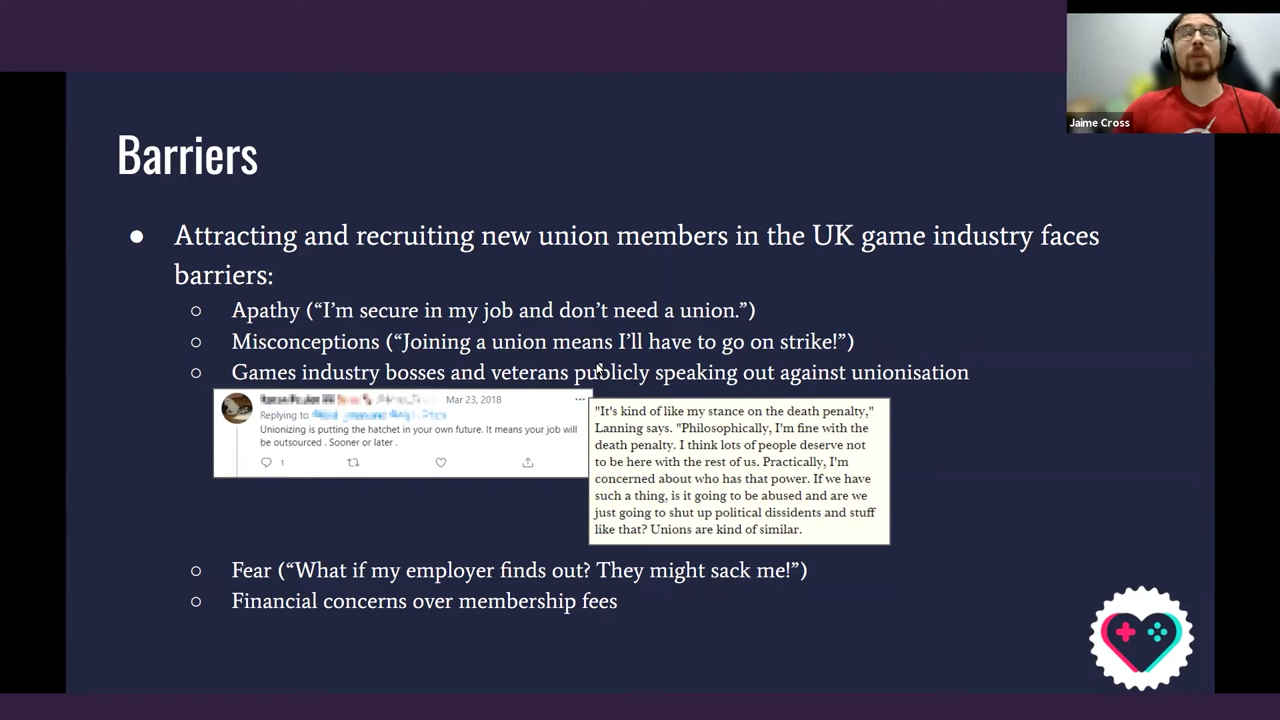 Jaime Cross
Barriers
● Attracting and recruiting new union members in the UK game industry faces
barriers:
○ Apathy (“I’m secure in my job and don’t need a union.”)
○ Misconceptions (“Joining a union means I’ll have to go on strike!”)
○ Games industry bosses and veterans publicly speaking out against unionisation
Mar 23, 2018
Replying to
Unionizing is putting the hatchet in your own future. It means your job will
be outsourced . Sooner or later .
1
"It's kind of like my stance on the death penalty,"
Lanning says. "Philosophically, I'm fine with the
death penalty. I think lots of people deserve not
to be here with the rest of us. Practically, I'm
concerned about who has that power. If we have
such a thing, is it going to be abused and are we
just going to shut up political dissidents and stuff
like that? Unions are kind of similar.
○ Fear (“What if my employer finds out? They might sack me!”)
○ Financial concerns over membership fees